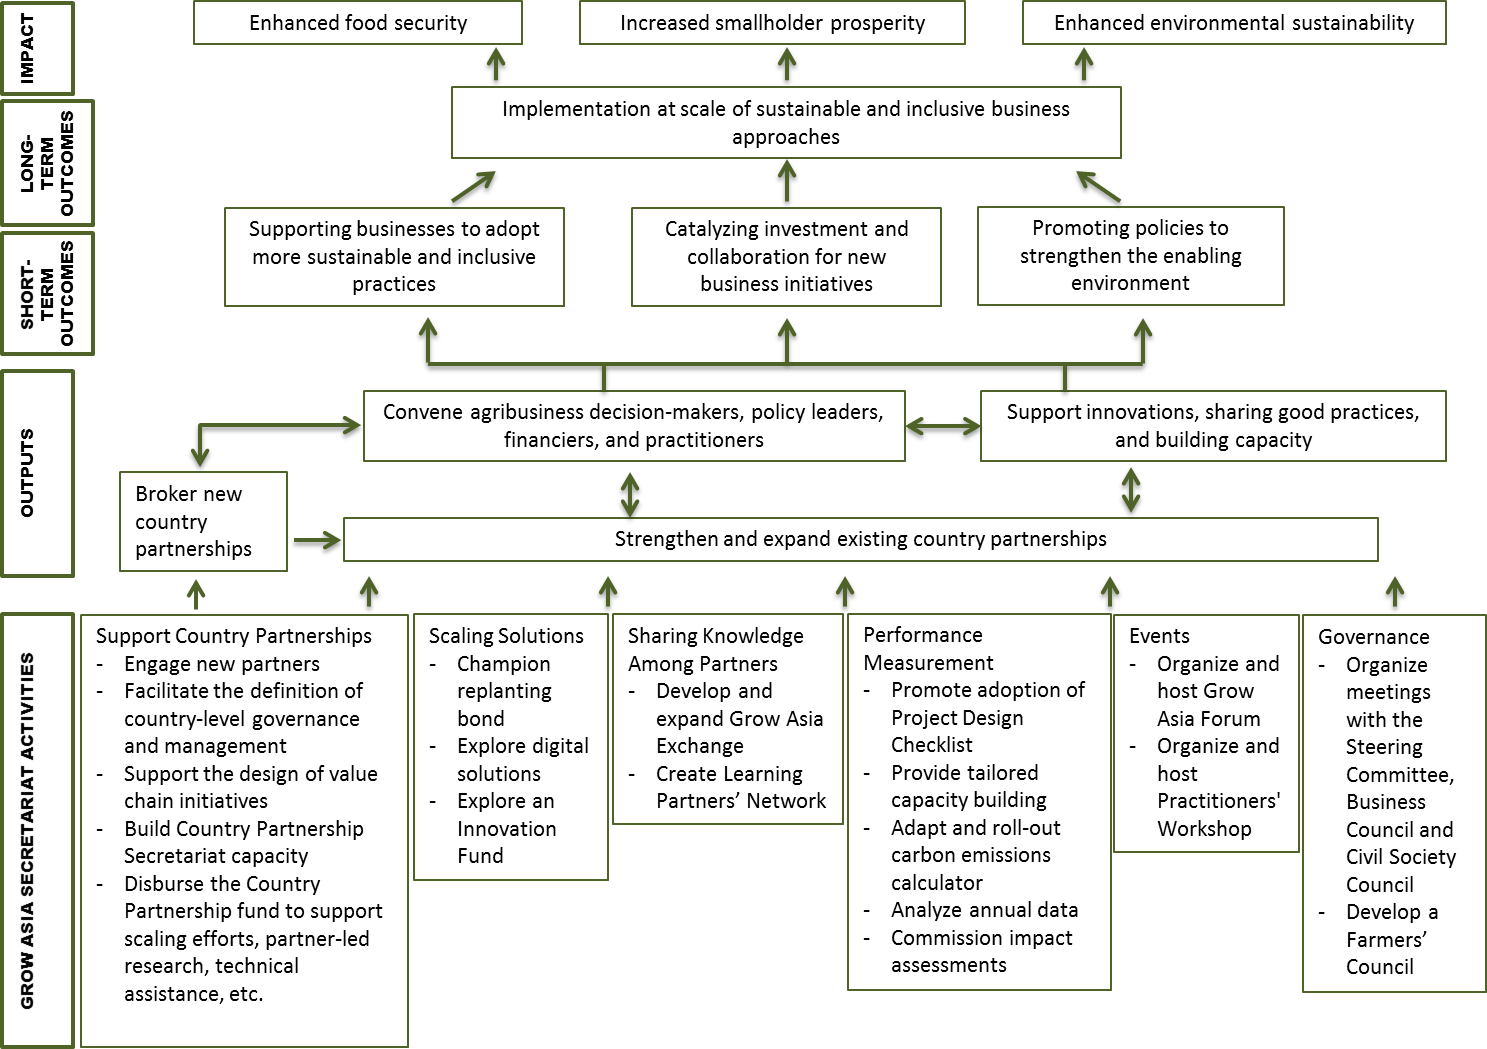 IMPACT
Enhanced food security
Increased smallholder prosperity
Enhanced environmental sustainability
LONG-
TERM
OUTCOMES
Implementation at scale of sustainable and inclusive business
approaches
SHORT-
TERM
OUTCOMES
Supporting businesses to adopt
more sustainable and inclusive
practices
Catalyzing investment and
collaboration for new
business initiatives
Promoting policies to
strengthen the enabling
environment
OUTPUTS
Convene agribusiness decision-makers, policy leaders,
financiers, and practitioners
Support innovations, sharing good practices,
and building capacity
Broker new
country
partnerships
Strengthen and expand existing country partnerships
GROW ASIA SECRETARIAT ACTIVITIES
Support Country Partnerships
- Engage new partners
- Facilitate the definition of
country-level governance
and management
- Support the design of value
chain initiatives
- Build Country Partnership
Secretariat capacity
- Disburse the Country
Partnership fund to support
scaling efforts, partner-led
research, technical
assistance, etc.
Scaling Solutions
- Champion
replanting
bond
- Explore digital
solutions
- Explore an
Innovation
Fund
Sharing Knowledge
Among Partners
- Develop and
expand Grow Asia
Exchange
- Create Learning
Partners’ Network
Performance
Measurement
- Promote adoption of
Project Design
Checklist
- Provide tailored
capacity building
- Adapt and roll-out
carbon emissions
calculator
- Analyze annual data
- Commission impact
assessments
Events
- Organize and
host Grow
Asia Forum
- Organize and
host
Practitioners'
Workshop
Governance
- Organize
meetings
with the
Steering
Committee,
Business
Council and
Civil Society
Council
- Develop a
Farmers’
Council